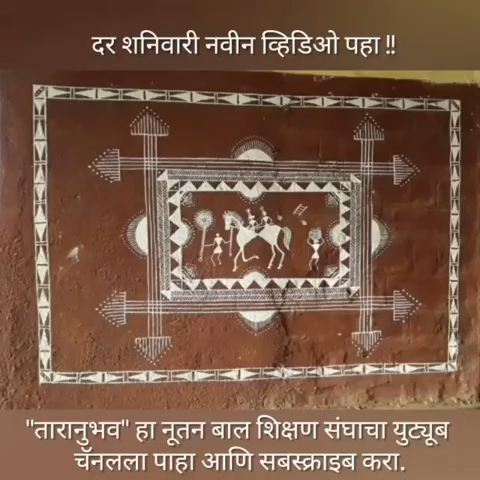 दर शनिवारी नवीन व्हिडिओ पहा !!
"तारानुभव" हा नूतन बाल शिक्षण संघाचा युट्यूब
चॅनलला पाहा आणि सबस्क्राइब करा.